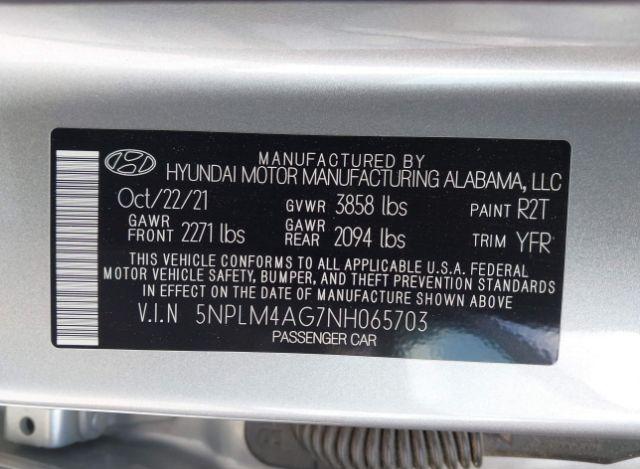 MANUFACTURED BY
HYUNDAI MOTOR MANUFACTURING ALABAMA, LLC
Oct/22/21 GVWR 3858 lbs PAINT R2T
GAWR FRONT 2271 lbs GAWR REAR 2094 lbs TRIM YFR
THIS VEHICLE CONFORMS TO ALL APPLICABLE U.S.A. FEDERAL
MOTOR VEHICLE SAFETY, BUMPER, AND THEFT PREVENTION STANDARDS
IN EFFECT ON THE DATE OF MANUFACTURE SHOWN ABOVE
V.I.N 5NPLM4AG7NH065703
PASSENGER CAR